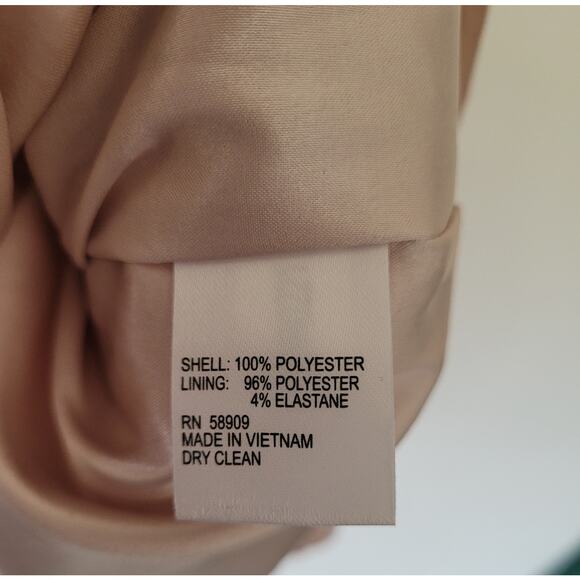 SHELL: 100% POLYESTER
LINING: 96% POLYESTER
4% ELASTANE
RN 58909
MADE IN VIETNAM
DRY CLEAN